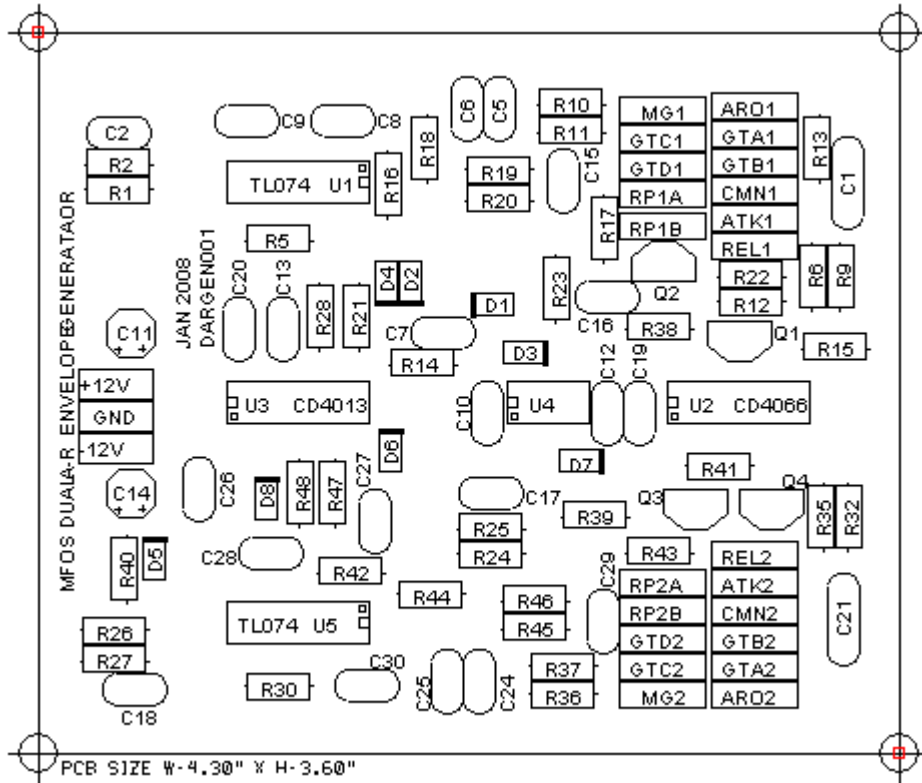 C9
C8
C6
C5
R10
R11
MG1
GTC1
GTD1
RP1A
RP1B
ARO1
GTA1
GTB1
CMN1
ATK1
REL1
R13
C1
C2
R2
R1
TL074 U1
R16
R18
R19
R20
C15
R17
R5
C20
C13
R28
R21
D4
D2
D1
R23
C16
Q2
R22
R12
R6
R9
JAN 2008
DARGEN001
C11
C7
R14
D3
R38
Q1
R15
+12V
GND
-12V
U3 CD4013
C10
U4
C12
C19
U2 CD4066
D6
D7
R41
C14
C26
D8
R48
R47
C27
C17
R39
Q3
Q4
R35
R32
R25
R24
R40
D5
C28
R42
R44
R43
C29
REL2
ATK2
CMN2
GTB2
GTA2
ARO2
RP2A
RP2B
GTD2
GTC2
MG2
C21
R46
R45
R26
R27
TL074 U5
C18
R30
C30
C25
C24
R37
R36
PCB SIZE W-4.30" X H-3.60"
MFOS DUAL